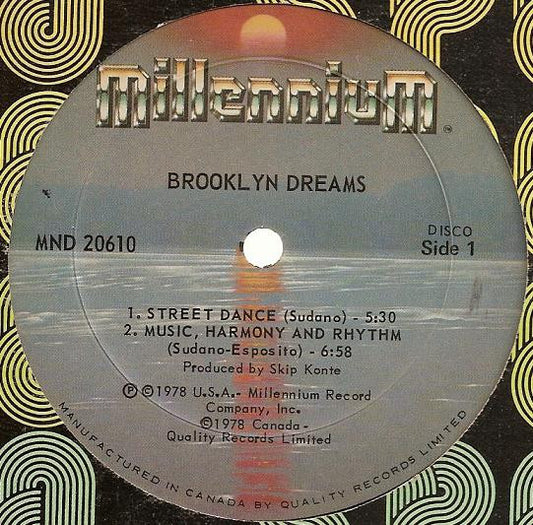 Millennium™
BROOKLYN DREAMS
MND 20610
DISCO
Side 1
1. STREET DANCE (Sudano) - 5:30
2. MUSIC, HARMONY AND RHYTHM
(Sudano-Esposito) - 6:58
Produced by Skip Konte
Ⓟ©1978 U.S.A.- Millennium Record
Company, Inc.
©1978 Canada -
Quality Records Limited
MANUFACTURED IN CANADA BY QUALITY RECORDS LIMITED